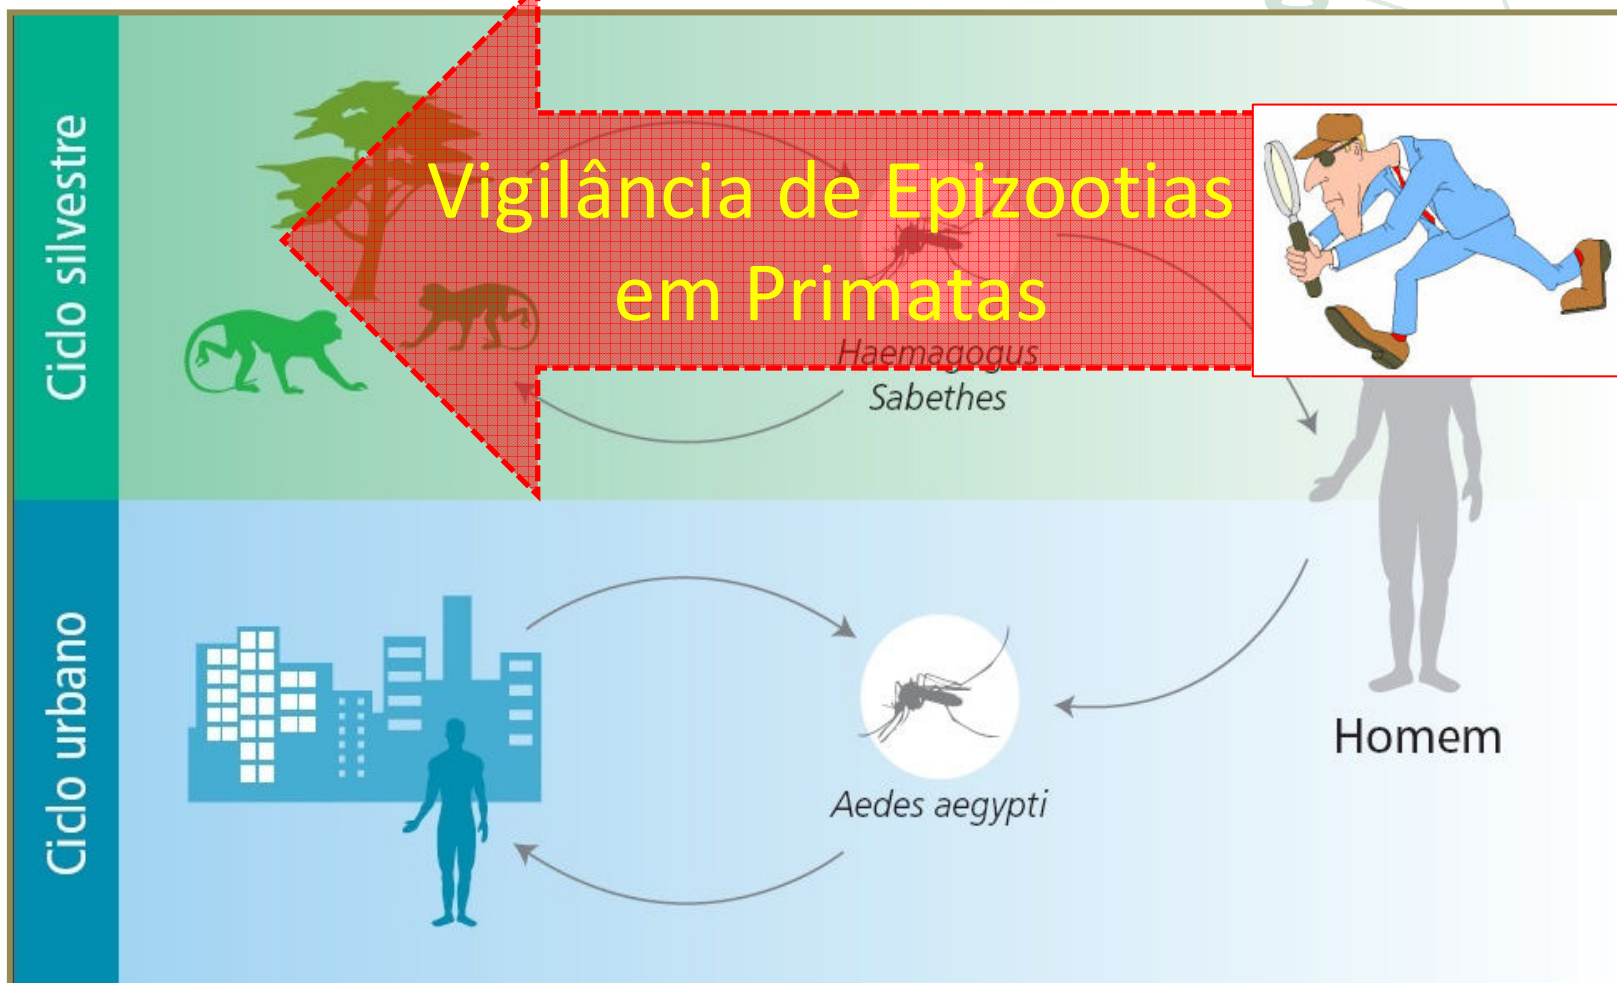 Ciclo silvestre
Vigilância de Epizootias
em Primatas
Haemagogus
Sabethes
Ciclo urbano
Aedes aegypti
Homem